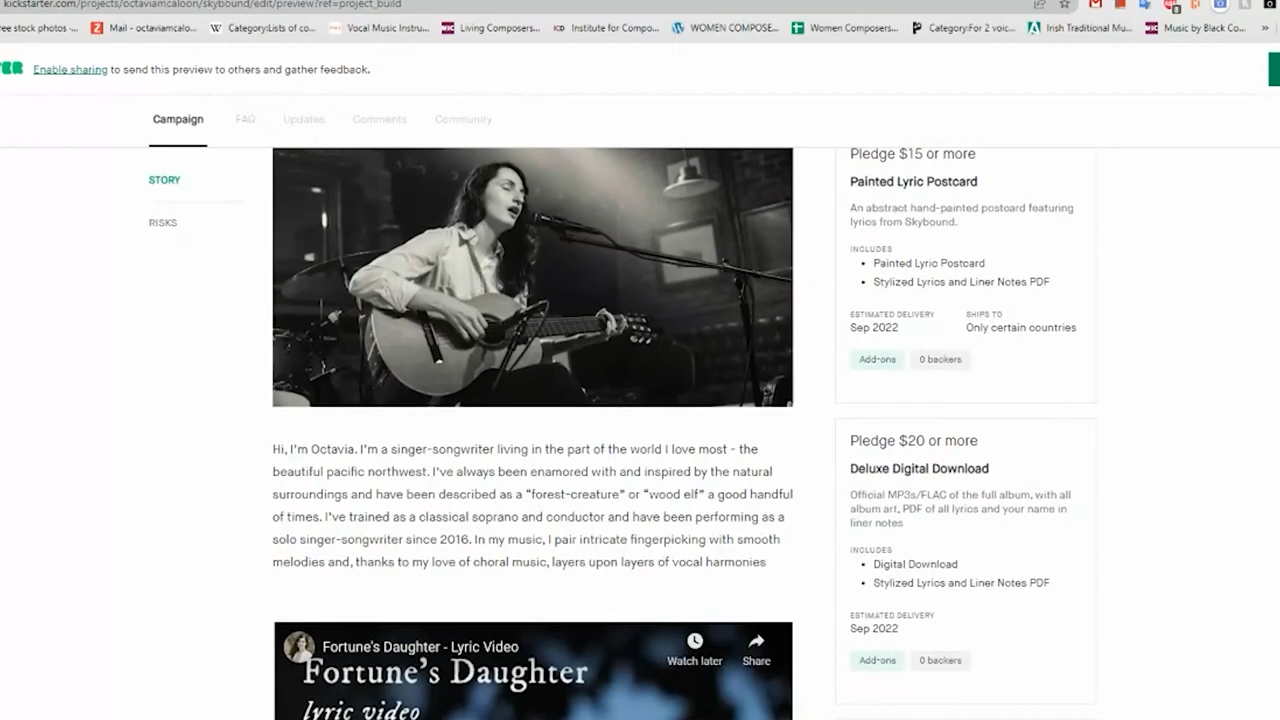 kickstarter.com/projects/octaviamcaloon/skybound/edit/preview?ref=project_build
ree stock photos -...
Mail - octaviamcalo...
Category:Lists of co...
Vocal Music Instru...
Living Composers...
Institute for Compo...
WOMEN COMPOSE...
Women Composers...
Category:For 2 voic...
Irish Traditional Mu...
Music by Black Co...
»
Enable sharing to send this preview to others and gather feedback.
Campaign
FAQ
Updates
Comments
Community
STORY
RISKS
Hi, I'm Octavia. I'm a singer-songwriter living in the part of the world I love most - the
beautiful pacific northwest. I've always been enamored with and inspired by the natural
surroundings and have been described as a "forest-creature" or "wood elf" a good handful
of times. I've trained as a classical soprano and conductor and have been performing as a
solo singer-songwriter since 2016. In my music, I pair intricate fingerpicking with smooth
melodies and, thanks to my love of choral music, layers upon layers of vocal harmonies
Fortune's Daughter - Lyric Video
Watch later
Share
Fortune's Daughter
lyric video
Pledge $15 or more
Painted Lyric Postcard
An abstract hand-painted postcard featuring
lyrics from Skybound.
INCLUDES
• Painted Lyric Postcard
• Stylized Lyrics and Liner Notes PDF
ESTIMATED DELIVERY
Sep 2022
SHIPS TO
Only certain countries
Add-ons
0 backers
Pledge $20 or more
Deluxe Digital Download
Official MP3s/FLAC of the full album, with all
album art, PDF of all lyrics and your name in
liner notes
INCLUDES
• Digital Download
• Stylized Lyrics and Liner Notes PDF
ESTIMATED DELIVERY
Sep 2022
Add-ons
0 backers